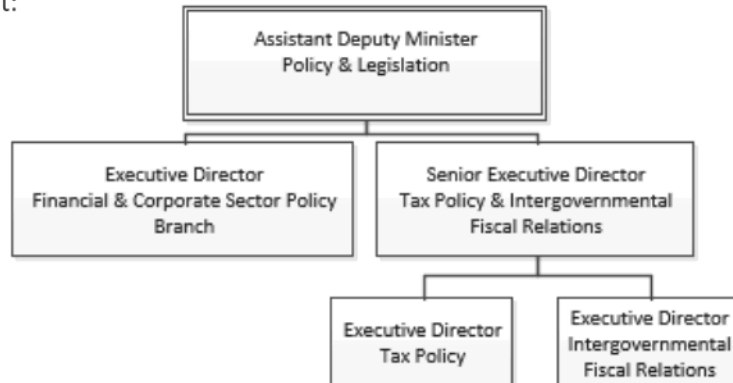 t:
Assistant Deputy Minister
Policy & Legislation
Executive Director
Financial & Corporate Sector Policy
Branch
Senior Executive Director
Tax Policy & Intergovernmental
Fiscal Relations
Executive Director
Tax Policy
Executive Director
Intergovernmental
Fiscal Relations